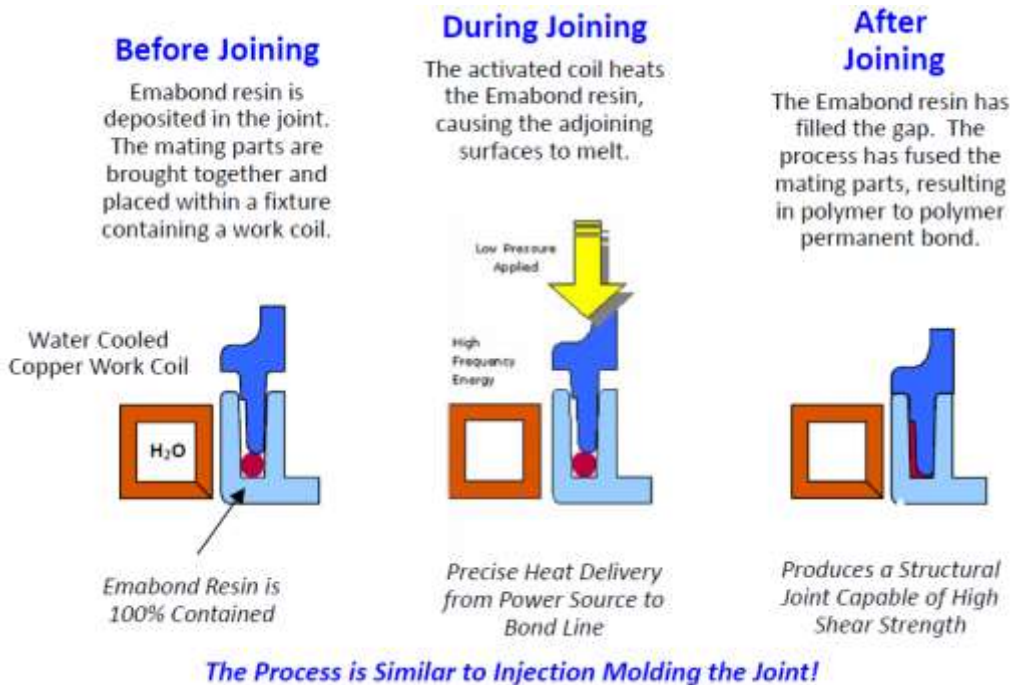 Before Joining
Emabond resin is
deposited in the joint.
The mating parts are
brought together and
placed within a fixture
containing a work coil.
During Joining
The activated coil heats
the Emabond resin,
causing the adjoining
surfaces to melt.
After
Joining
The Emabond resin has
filled the gap. The
process has fused the
mating parts, resulting
in polymer to polymer
permanent bond.
Water Cooled
Copper Work Coil
H₂O
Low Pressure
Applied
High
Frequency
Energy
Emabond Resin is
100% Contained
Precise Heat Delivery
from Power Source to
Bond Line
Produces a Structural
Joint Capable of High
Shear Strength
The Process is Similar to Injection Molding the Joint!